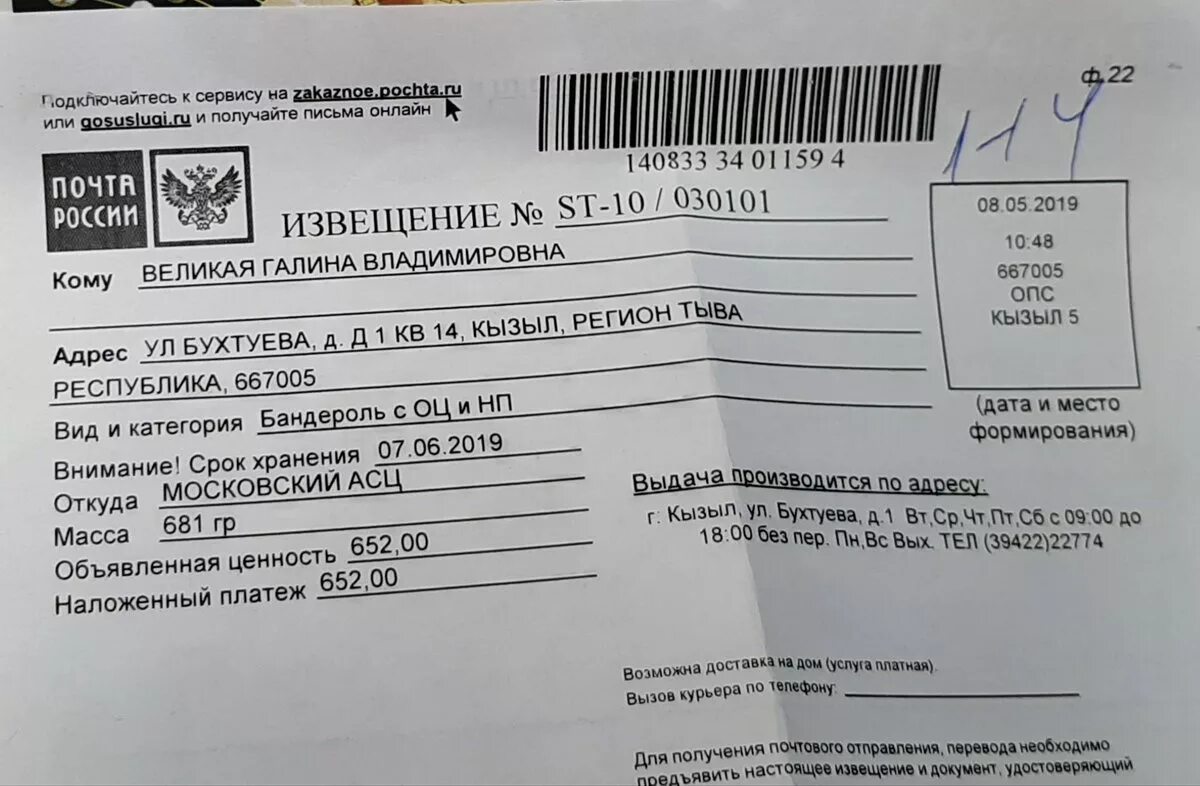 Подключайтесь к сервису на zakaznoe.pochta.ru
или gosuslugi.ru и получайте письма онлайн
ф.22
140833 34 01159 4
ПОЧТА
РОССИИ
ИЗВЕЩЕНИЕ № ST-10 / 030101
08.05.2019
10:48
667005
ОПС
КЫЗЫЛ 5
(дата и место
формирования)
Кому ВЕЛИКАЯ ГАЛИНА ВЛАДИМИРОВНА
Адрес УЛ БУХТУЕВА, д. Д 1 КВ 14, КЫЗЫЛ, РЕГИОН ТЫВА
РЕСПУБЛИКА, 667005
Вид и категория Бандероль с ОЦ и НП
Внимание! Срок хранения 07.06.2019
Откуда МОСКОВСКИЙ АСЦ
Масса 681 гр
Объявленная ценность 652,00
Наложенный платеж 652,00
Выдача производится по адресу:
г: Кызыл, ул. Бухтуева, д.1 Вт,Ср,Чт,Пт,Сб с 09:00 до
18:00 без пер. Пн,Вс Вых. ТЕЛ (39422)22774
Возможна доставка на дом (услуга платная).
Вызов курьера по телефону:
Для получения почтового отправления, перевода необходимо
предъявить настоящее извещение и документ, удостоверяющий